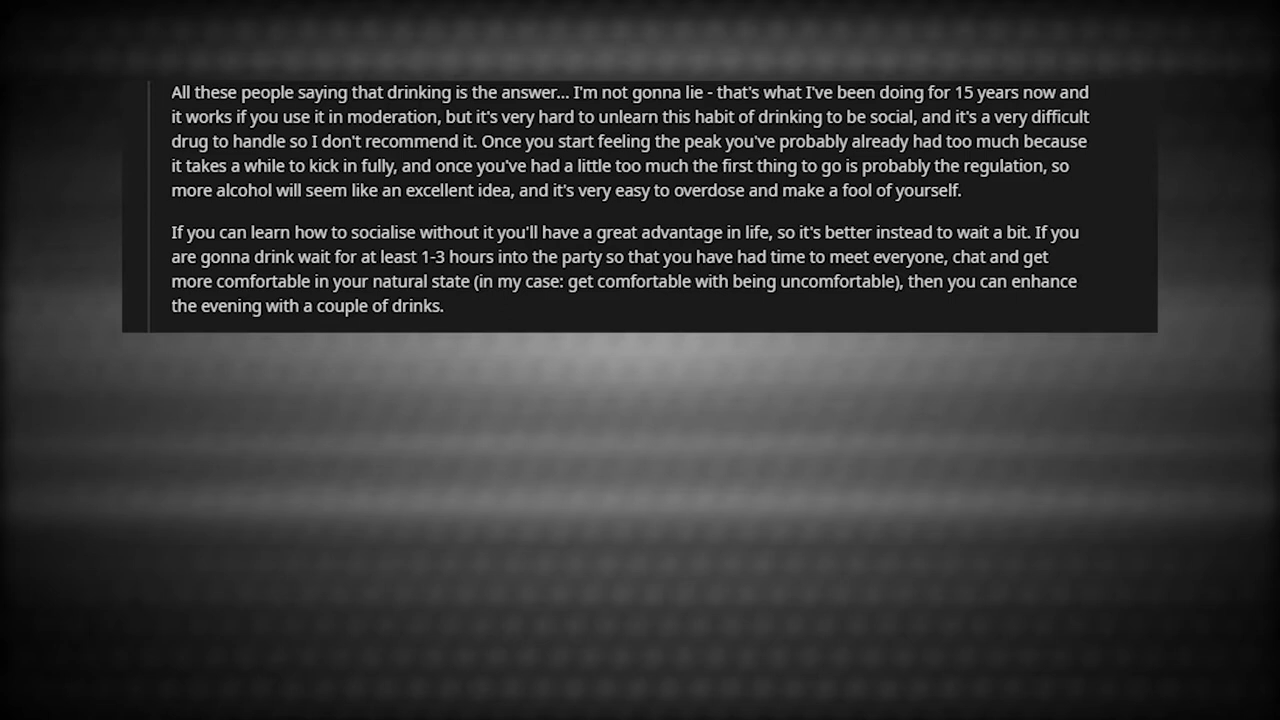 All these people saying that drinking is the answer... I'm not gonna lie - that's what I've been doing for 15 years now and
it works if you use it in moderation, but it's very hard to unlearn this habit of drinking to be social, and it's a very difficult
drug to handle so I don't recommend it. Once you start feeling the peak you've probably already had too much because
it takes a while to kick in fully, and once you've had a little too much the first thing to go is probably the regulation, so
more alcohol will seem like an excellent idea, and it's very easy to overdose and make a fool of yourself.
If you can learn how to socialise without it you'll have a great advantage in life, so it's better instead to wait a bit. If you
are gonna drink wait for at least 1-3 hours into the party so that you have had time to meet everyone, chat and get
more comfortable in your natural state (in my case: get comfortable with being uncomfortable), then you can enhance
the evening with a couple of drinks.